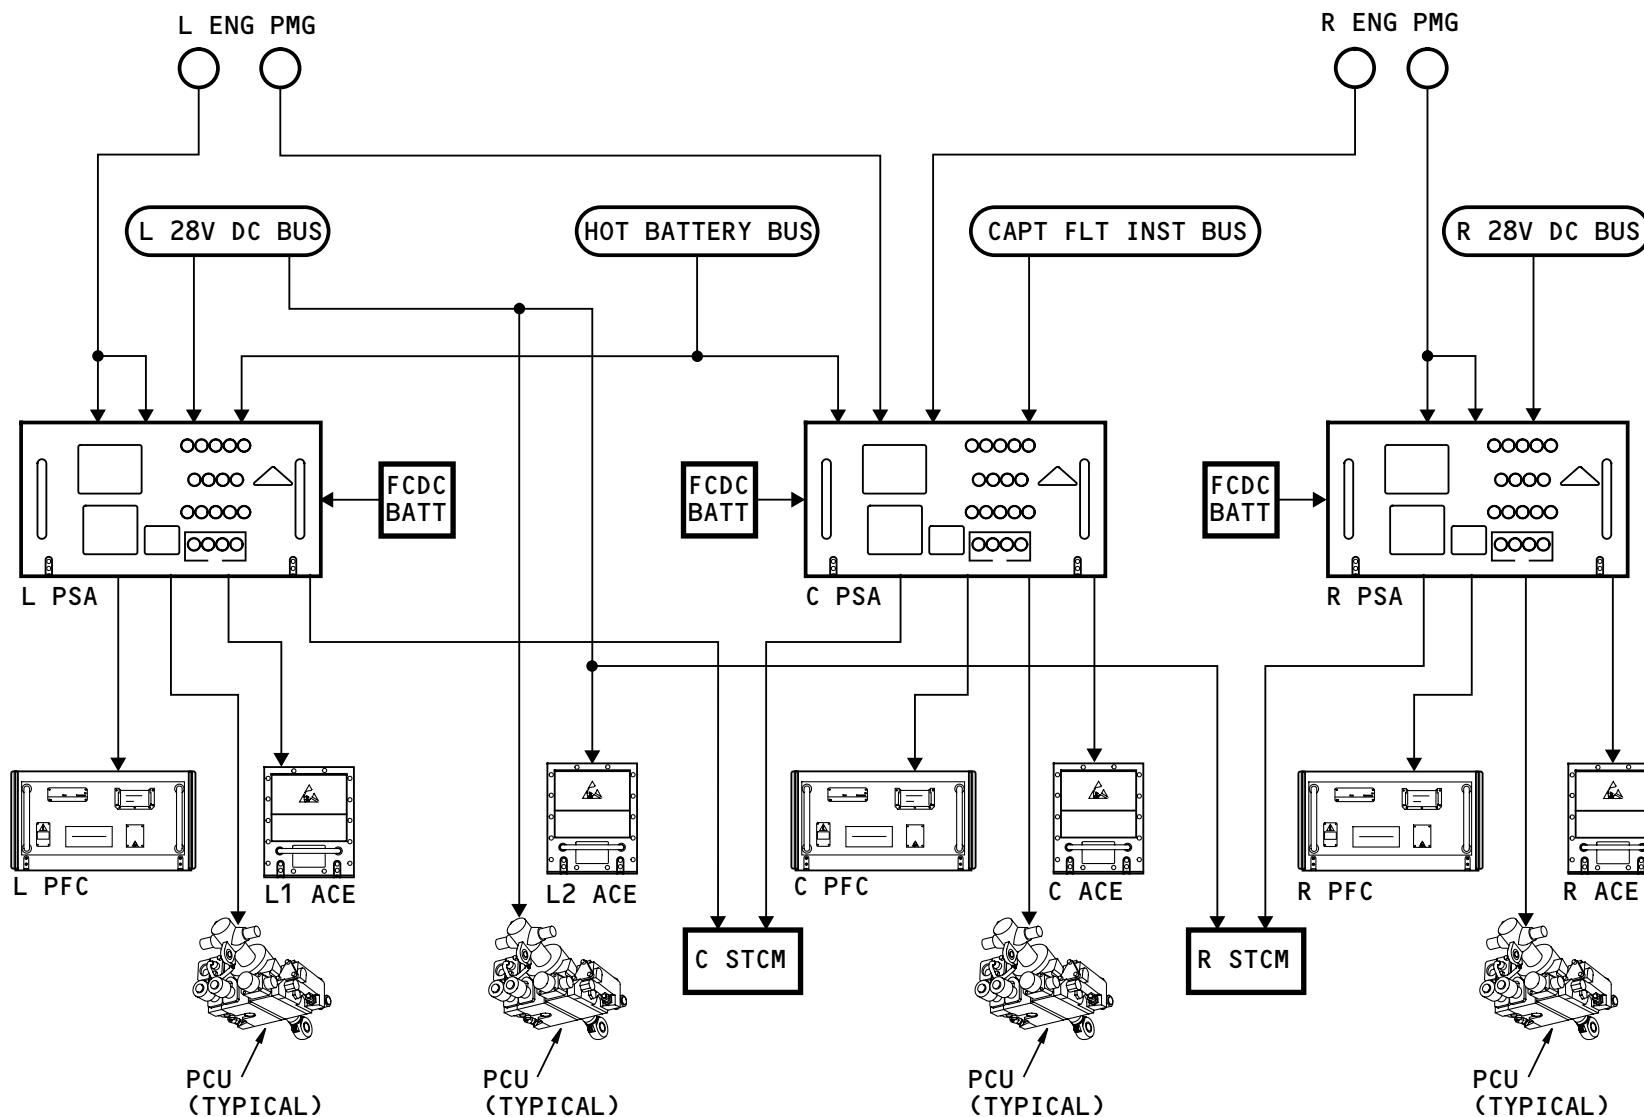 L ENG PMG
R ENG PMG
L 28V DC BUS
HOT BATTERY BUS
CAPT FLT INST BUS
R 28V DC BUS
FCDC
BATT
FCDC
BATT
FCDC
BATT
L PSA
C PSA
R PSA
L PFC
L1 ACE
L2 ACE
C PFC
C ACE
R PFC
R ACE
C STCM
R STCM
PCU
(TYPICAL)
PCU
(TYPICAL)
PCU
(TYPICAL)
PCU
(TYPICAL)